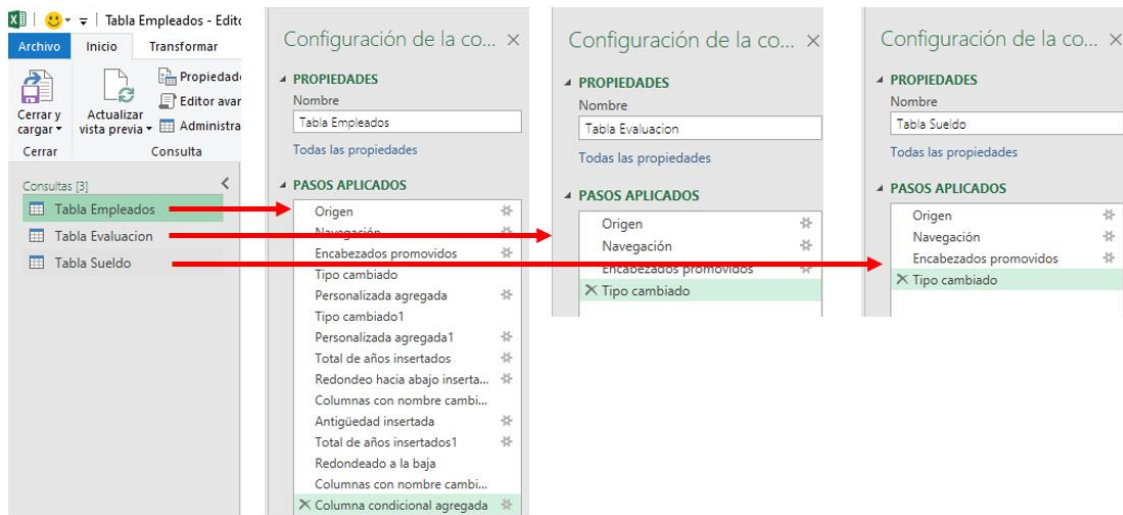 Tabla Empleados - Edito
Archivo Inicio Transformar
Cerrar y cargar
Actualizar vista previa
Propiedad
Editor avar
Administra
Cerrar Consulta
Consultas [3]
Tabla Empleados
Tabla Evaluacion
Tabla Sueldo
Configuración de la co...
PROPIEDADES
Nombre
Tabla Empleados
Todas las propiedades
PASOS APLICADOS
Origen
Navegación
Encabezados promovidos
Tipo cambiado
Personalizada agregada
Tipo cambiado1
Personalizada agregada1
Total de años insertados
Redondeo hacia abajo inserta...
Columnas con nombre cambi...
Antigüedad insertada
Total de años insertados1
Redondeado a la baja
Columnas con nombre cambi...
Columna condicional agregada
Configuración de la co...
PROPIEDADES
Nombre
Tabla Evaluacion
Todas las propiedades
PASOS APLICADOS
Origen
Navegación
Encabezados promovidos
Tipo cambiado
Configuración de la co...
PROPIEDADES
Nombre
Tabla Sueldo
Todas las propiedades
PASOS APLICADOS
Origen
Navegación
Encabezados promovidos
Tipo cambiado